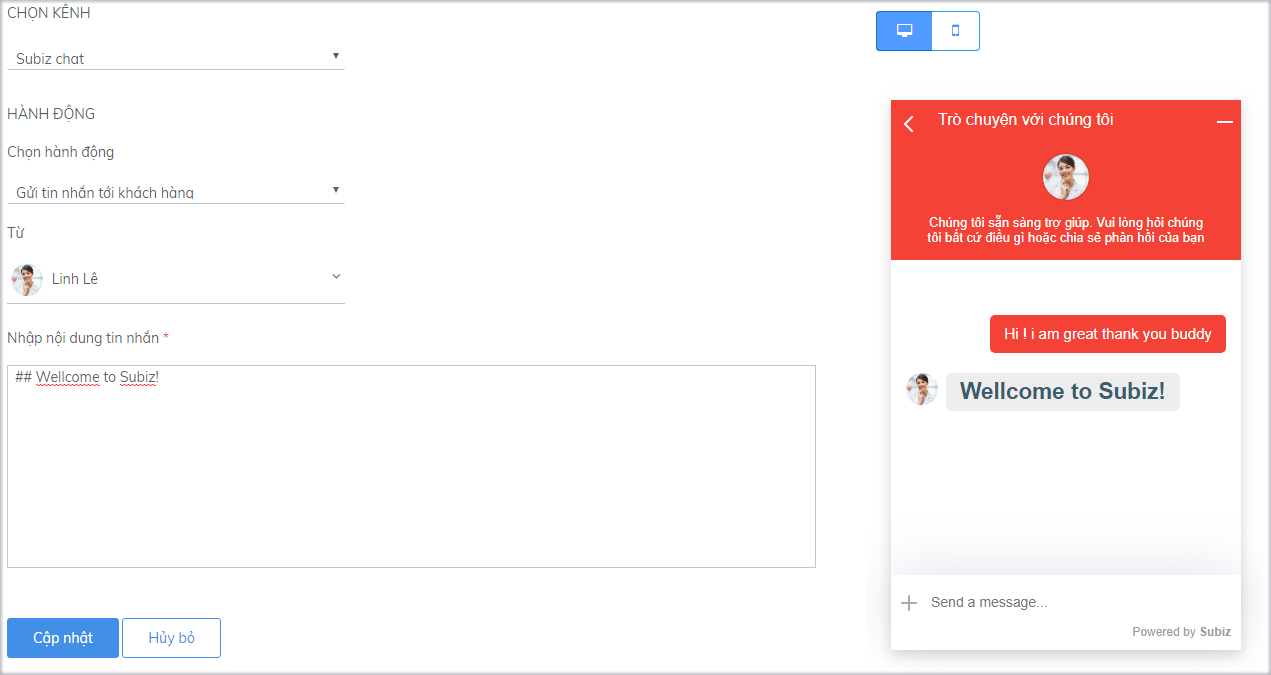 CHỌN KÊNH
Subiz chat
HÀNH ĐỘNG
Chọn hành động
Gửi tin nhắn tới khách hàng
Từ
Linh Lê
Nhập nội dung tin nhắn *
## Wellcome to Subiz!
Cập nhật
Hủy bỏ
Trò chuyện với chúng tôi
Chúng tôi sẵn sàng trợ giúp. Vui lòng hỏi chúng
tôi bất cứ điều gì hoặc chia sẻ phản hồi của bạn
Hi ! i am great thank you buddy
Wellcome to Subiz!
Send a message...
Powered by Subiz